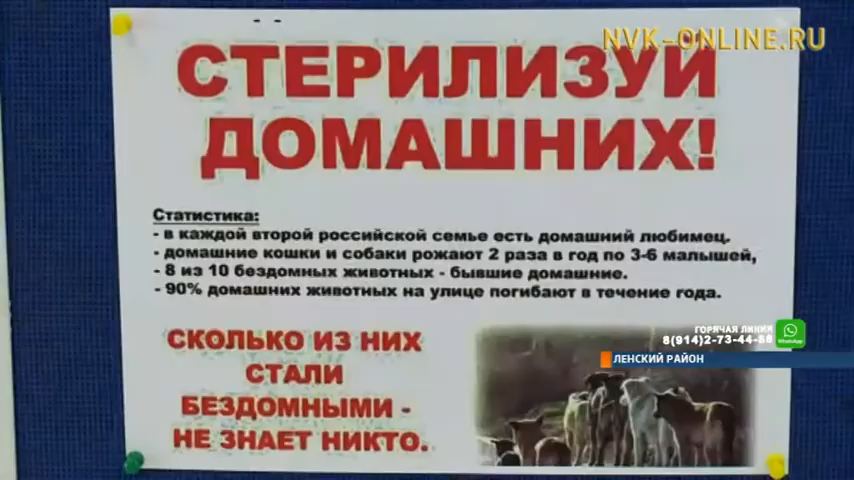 NVK-ONLINE.RU
СТЕРИЛИЗУЙ
ДОМАШНИХ!
Статистика:
- в каждой второй российской семье есть домашний любимец.
- домашние кошки и собаки рожают 2 раза в год по 3-6 малышей,
- 8 из 10 бездомных животных - бывшие домашние.
- 90% домашних животных на улице погибают в течение года.
СКОЛЬКО ИЗ НИХ
СТАЛИ
БЕЗДОМНЫМИ -
НЕ ЗНАЕТ НИКТО.
ГОРЯЧАЯ ЛИНИЯ
8(914)2-73-44-88
WhatsApp
ЛЕНСКИЙ РАЙОН